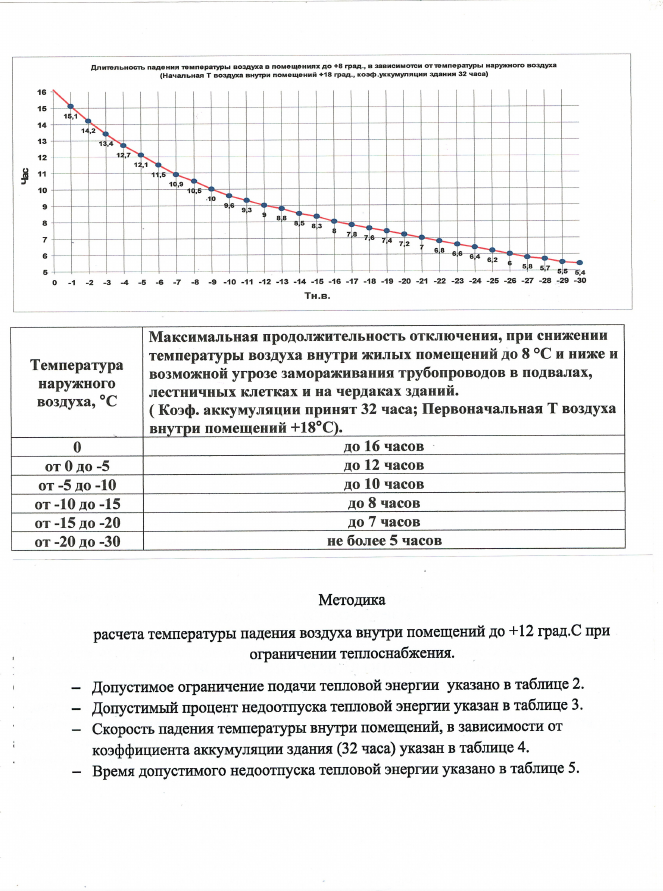 Длительность падения температуры воздуха в помещениях до +8 град., в зависимотси от температуры наружного воздуха
(Начальная Т воздуха внутри помещений +18 град., коэф.уккумуляции здания 32 часа)
16
15
14
13
12
11
10
9
8
7
6
5
Час
15,1
14,2
13,4
12,7
12,1
11,5
10,9
10,5
10
9,6
9,3
9
8,8
8,5
8,3
8
7,8
7,6
7,4
7,2
7
6,8
6,6
6,4
6,2
6
5,8
5,7
5,5
5,4
0 -1 -2 -3 -4 -5 -6 -7 -8 -9 -10 -11 -12 -13 -14 -15 -16 -17 -18 -19 -20 -21 -22 -23 -24 -25 -26 -27 -28 -29 -30
Тн.в.
Температура
наружного
воздуха, °С
Максимальная продолжительность отключения, при снижении
температуры воздуха внутри жилых помещений до 8 °С и ниже и
возможной угрозе замораживания трубопроводов в подвалах,
лестничных клетках и на чердаках зданий.
( Коэф. аккумуляции принят 32 часа; Первоначальная Т воздуха
внутри помещений +18°С).
0 до 16 часов
от 0 до -5 до 12 часов
от -5 до -10 до 10 часов
от -10 до -15 до 8 часов
от -15 до -20 до 7 часов
от -20 до -30 не более 5 часов
Методика
расчета температуры падения воздуха внутри помещений до +12 град.С при
ограничении теплоснабжения.
– Допустимое ограничение подачи тепловой энергии указано в таблице 2.
– Допустимый процент недоотпуска тепловой энергии указан в таблице 3.
– Скорость падения температуры внутри помещений, в зависимости от
коэффициента аккумуляции здания (32 часа) указан в таблице 4.
– Время допустимого недоотпуска тепловой энергии указано в таблице 5.